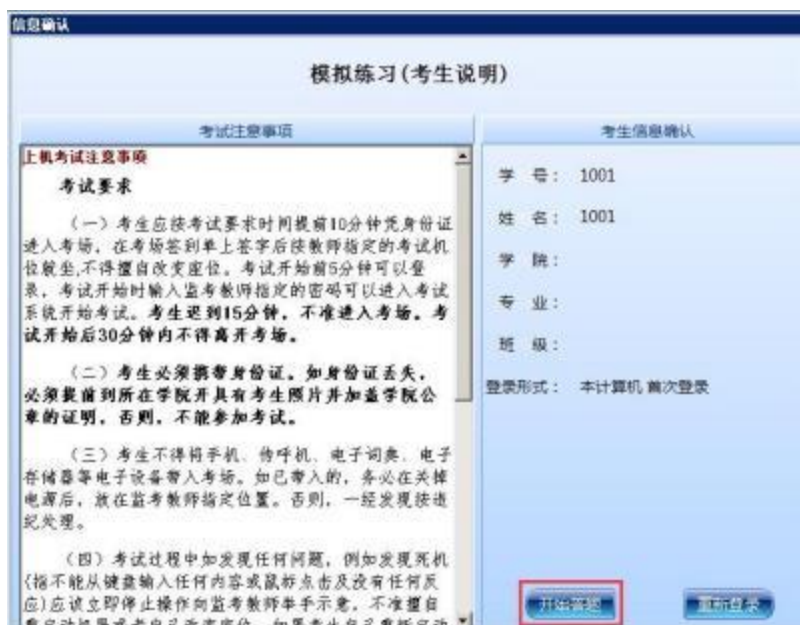 信息确认
模拟练习(考生说明)
考试注意事项
考生信息确认
上机考试注意事项
考试要求
(一)考生应按考试要求时间提前10分钟凭身份证
进入考场，在考场签到单上签字后按教师指定的考试机
位就坐,不得擅自改变座位。考试开始前5分钟可以登
录，考试开始时输入监考教师指定的密码可以进入考试
系统开始考试。考生迟到15分钟，不准进入考场。考
试开始后30分钟内不得离开考场。
(二)考生必须携带身份证。如身份证丢失，
必须提前到所在学院开具有考生照片并加盖学院公
章的证明，否则，不能参加考试。
(三)考生不得将手机、传呼机、电子词典、电子
存储器等电子设备带入考场。如已带入的，务必在关掉
电源后，放在监考教师指定位置。否则，一经发现按违
纪处理。
(四)考试过程中如发现任何问题，例如发现死机
(指不能从键盘输入任何内容或鼠标点击及没有任何反
应)应该立即停止操作向监考教师举手示意，不准擅自
学 号： 1001
姓 名： 1001
学 院：
专 业：
班 级：
登录形式： 本计算机 首次登录
开始答题
重新登录